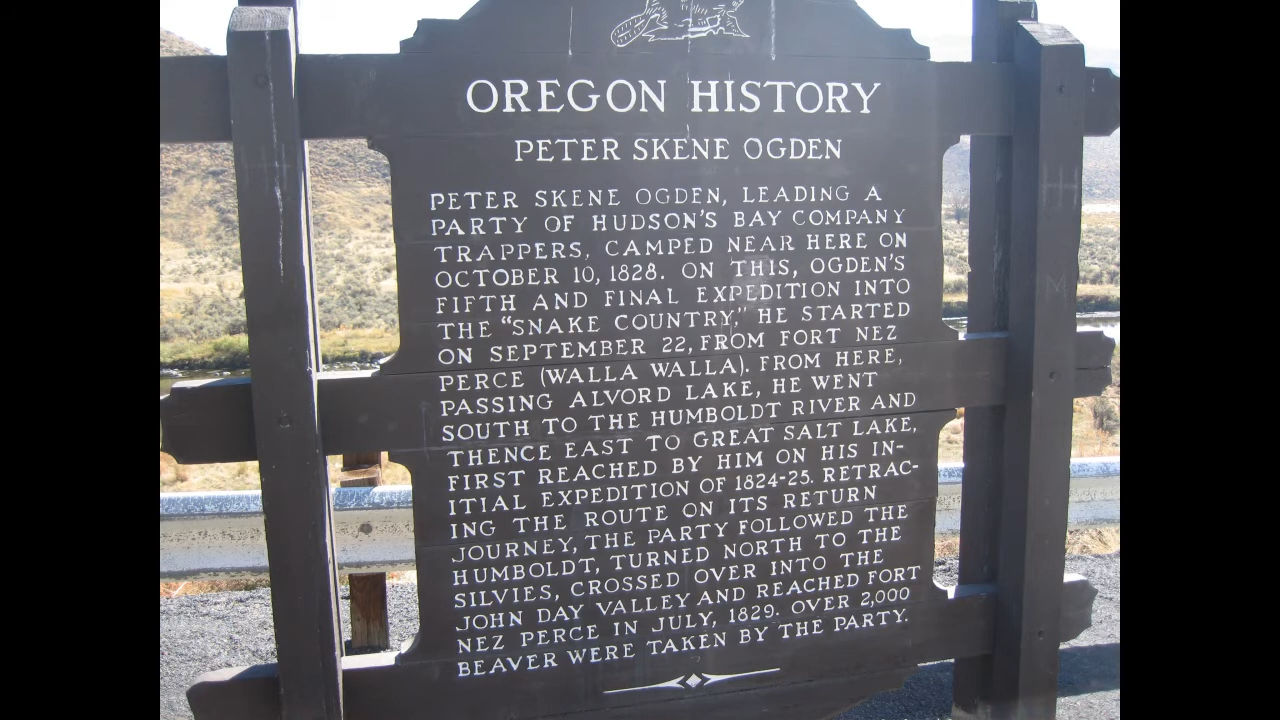 OREGON HISTORY
PETER SKENE OGDEN
PETER SKENE OGDEN, LEADING A
PARTY OF HUDSON'S BAY COMPANY
TRAPPERS, CAMPED NEAR HERE ON
OCTOBER 10, 1828. ON THIS, OGDEN'S
FIFTH AND FINAL EXPEDITION INTO
THE "SNAKE COUNTRY," HE STARTED
ON SEPTEMBER 22, FROM FORT NEZ
PERCE (WALLA WALLA). FROM HERE,
PASSING ALVORD LAKE, HE WENT
SOUTH TO THE HUMBOLDT RIVER AND
THENCE EAST TO GREAT SALT LAKE,
FIRST REACHED BY HIM ON HIS IN-
ITIAL EXPEDITION OF 1824-25. RETRAC-
ING THE ROUTE ON ITS RETURN
JOURNEY, THE PARTY FOLLOWED THE
HUMBOLDT, TURNED NORTH TO THE
SILVIES, CROSSED OVER INTO THE
JOHN DAY VALLEY AND REACHED FORT
NEZ PERCE IN JULY, 1829. OVER 2,000
BEAVER WERE TAKEN BY THE PARTY.